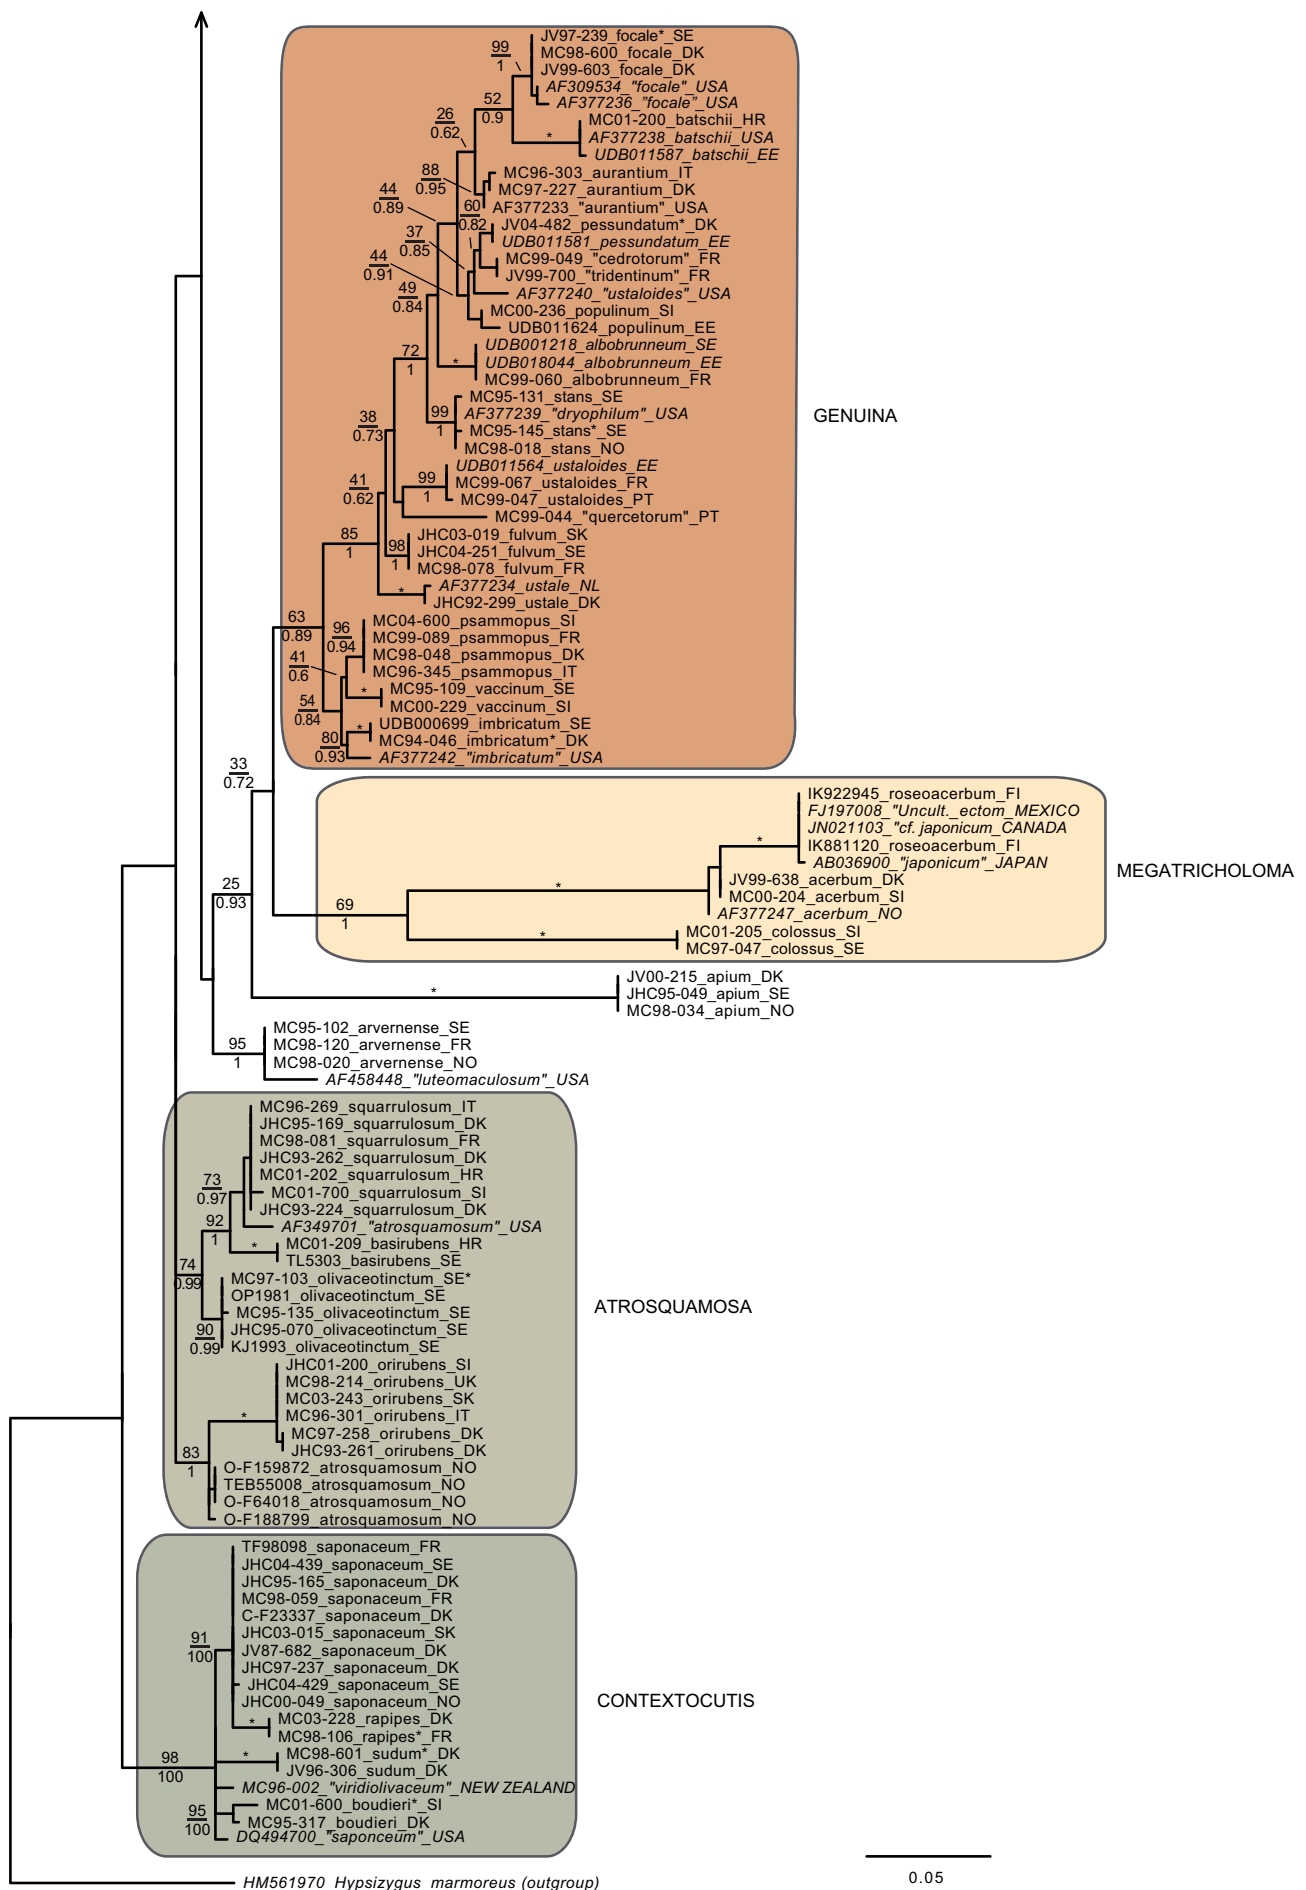 JV97-239_focale*_SE
99
1
MC98-600_focale_DK
JV99-603_focale_DK
AF309534_"focale"_USA
AF377236_"focale"_USA
52
0.9
MC01-200_batschii_HR
26
0.62
*
AF377238_batschii_USA
UDB011587_batschii_EE
88
0.95
MC96-303_aurantium_IT
MC97-227_aurantium_DK
44
0.89
60
0.82
AF377233_"aurantium"_USA
JV04-482_pessundatum*_DK
37
0.85
UDB011581_pessundatum_EE
44
0.91
MC99-049_"cedrotorum"_FR
JV99-700_"tridentinum"_FR
49
0.84
AF377240_"ustaloides"_USA
MC00-236_populinum_SI
UDB011624_populinum_EE
72
1
UDB001218_albobrunneum_SE
*
UDB018044_albobrunneum_EE
MC99-060_albobrunneum_FR
MC95-131_stans_SE
99
1
AF377239_"dryophilum"_USA
GENUINA
38
0.73
MC95-145_stans*_SE
MC98-018_stans_NO
UDB011564_ustaloides_EE
41
0.62
99
1
MC99-067_ustaloides_FR
MC99-047_ustaloides_PT
MC99-044_"quercetorum"_PT
85
1
JHC03-019_fulvum_SK
98
1
JHC04-251_fulvum_SE
MC98-078_fulvum_FR
*
AF377234_ustale_NL
JHC92-299_ustale_DK
63
0.89
MC04-600_psammopus_SI
96
0.94
MC99-089_psammopus_FR
MC98-048_psammopus_DK
41
0.6
MC96-345_psammopus_IT
*
MC95-109_vaccinum_SE
54
0.84
MC00-229_vaccinum_SI
*
UDB000699_imbricatum_SE
80
0.93
MC94-046_imbricatum*_DK
AF377242_"imbricatum"_USA
33
0.72
IK922945_roseoacerbum_FI
FJ197008_"Uncult._ectom_MEXICO
JN021103_"cf. japonicum_CANADA
*
IK881120_roseoacerbum_FI
AB036900_"japonicum"_JAPAN
MEGATRICHOLOMA
25
0.93
*
JV99-638_acerbum_DK
MC00-204_acerbum_SI
69
1
AF377247_acerbum_NO
*
MC01-205_colossus_SI
MC97-047_colossus_SE
JV00-215_apium_DK
*
JHC95-049_apium_SE
MC98-034_apium_NO
MC95-102_arvernense_SE
95
1
MC98-120_arvernense_FR
MC98-020_arvernense_NO
AF458448_"luteomaculosum"_USA
MC96-269_squarrulosum_IT
JHC95-169_squarrulosum_DK
MC98-081_squarrulosum_FR
JHC93-262_squarrulosum_DK
73
0.97
MC01-202_squarrulosum_HR
MC01-700_squarrulosum_SI
JHC93-224_squarrulosum_DK
92
1
AF349701_"atrosquamosum"_USA
*
MC01-209_basirubens_HR
TL5303_basirubens_SE
74
0.99
MC97-103_olivaceotinctum_SE*
OP1981_olivaceotinctum_SE
ATROSQUAMOSA
MC95-135_olivaceotinctum_SE
90
0.99
JHC95-070_olivaceotinctum_SE
KJ1993_olivaceotinctum_SE
JHC01-200_orirubens_SI
MC98-214_orirubens_UK
MC03-243_orirubens_SK
*
MC96-301_orirubens_IT
MC97-258_orirubens_DK
JHC93-261_orirubens_DK
83
1
O-F159872_atrosquamosum_NO
TEB55008_atrosquamosum_NO
O-F64018_atrosquamosum_NO
O-F188799_atrosquamosum_NO
TF98098_saponaceum_FR
JHC04-439_saponaceum_SE
JHC95-165_saponaceum_DK
MC98-059_saponaceum_FR
C-F23337_saponaceum_DK
JHC03-015_saponaceum_SK
91
100
JV87-682_saponaceum_DK
JHC97-237_saponaceum_DK
JHC04-429_saponaceum_SE
CONTEXTOCUTIS
JHC00-049_saponaceum_NO
*
MC03-228_rapipes_DK
MC98-106_rapipes*_FR
98
100
*
MC98-601_sudum*_DK
JV96-306_sudum_DK
MC96-002_"viridiolivaceum"_NEW ZEALAND
95
100
MC01-600_boudieri*_SI
MC95-317_boudieri_DK
DQ494700_"saponceum"_USA
0.05
HM561970_Hypsizygus_marmoreus (outgroup)